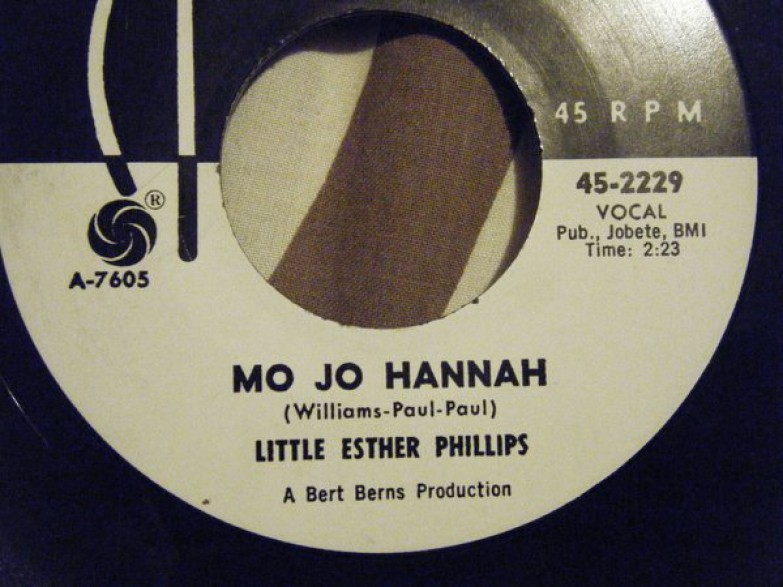 45 RPM
45-2229
VOCAL
Pub., Jobete, BMI
Time: 2:23
®
A-7605
MO JO HANNAH
(Williams-Paul-Paul)
LITTLE ESTHER PHILLIPS
A Bert Berns Production